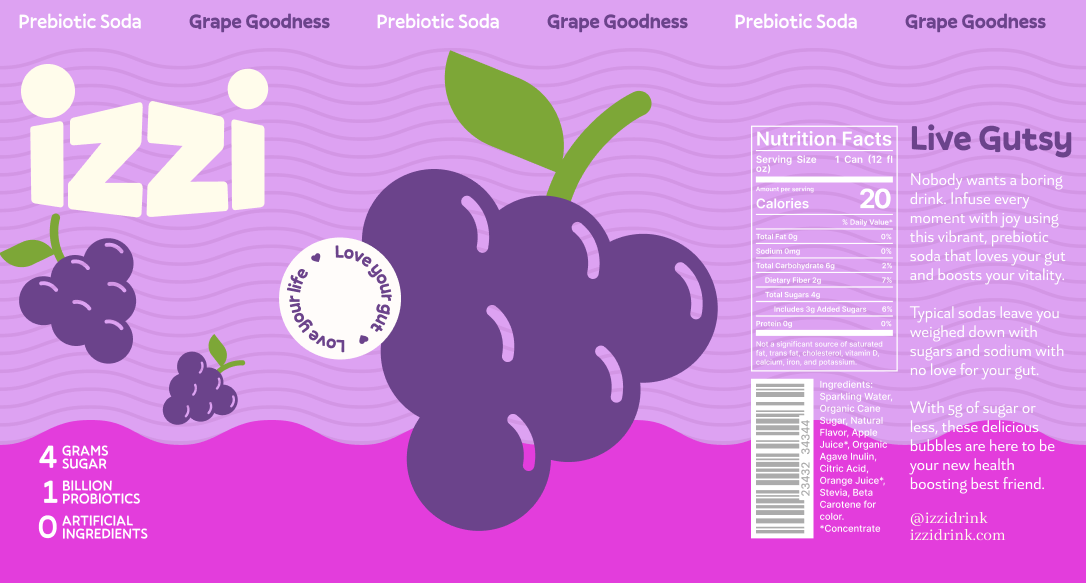 Prebiotic Soda Grape Goodness Prebiotic Soda Grape Goodness Prebiotic Soda Grape Goodness
izzi
4 GRAMS
SUGAR
1 BILLION
PROBIOTICS
0 ARTIFICIAL
INGREDIENTS
Love your gut
Love your life
Nutrition Facts
Serving Size 1 Can (12 fl
oz)
Amount per serving
Calories 20
% Daily Value*
Total Fat 0g 0%
Sodium 0mg 0%
Total Carbohydrate 6g 2%
Dietary Fiber 2g 7%
Total Sugars 4g
Includes 3g Added Sugars 6%
Protein 0g 0%
Not a significant source of saturated
fat, trans fat, cholesterol, vitamin D,
calcium, iron, and potassium.
23432 34344
Ingredients:
Sparkling Water,
Organic Cane
Sugar, Natural
Flavor, Apple
Juice*, Organic
Agave Inulin,
Citric Acid,
Orange Juice*,
Stevia, Beta
Carotene for
color.
*Concentrate
Live Gutsy
Nobody wants a boring
drink. Infuse every
moment with joy using
this vibrant, prebiotic
soda that loves your gut
and boosts your vitality.
Typical sodas leave you
weighed down with
sugars and sodium with
no love for your gut.
With 5g of sugar or
less, these delicious
bubbles are here to be
your new health
boosting best friend.
@izzidrink
izzidrink.com